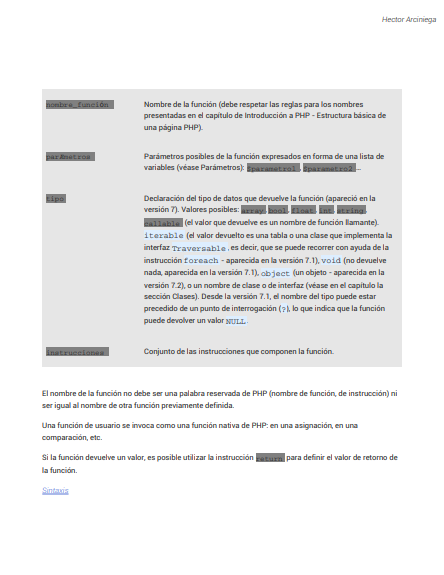 Hector Arciniega
nombre_función Nombre de la función (debe respetar las reglas para los nombres
presentadas en el capítulo de Introducción a PHP - Estructura básica de
una página PHP).
parámetros Parámetros posibles de la función expresados en forma de una lista de
variables (véase Parámetros): $parametro1, $parametro2...
tipo Declaración del tipo de datos que devuelve la función (apareció en la
versión 7). Valores posibles: array, bool, float, int, string,
callable (el valor que devuelve es un nombre de función llamante).
iterable (el valor devuelto es una tabla o una clase que implementa la
interfaz Traversable. es decir, que se puede recorrer con ayuda de la
instrucción foreach - aparecida en la versión 7.1), void (no devuelve
nada, aparecida en la versión 7.1), object (un objeto - aparecida en la
versión 7.2), o un nombre de clase o de interfaz (véase en el capítulo la
sección Clases). Desde la versión 7.1, el nombre del tipo puede estar
precedido de un punto de interrogación (?), lo que indica que la función
puede devolver un valor NULL.
instrucciones Conjunto de las instrucciones que componen la función.
El nombre de la función no debe ser una palabra reservada de PHP (nombre de función, de instrucción) ni
ser igual al nombre de otra función previamente definida.
Una función de usuario se invoca como una función nativa de PHP: en una asignación, en una
comparación, etc.
Si la función devuelve un valor, es posible utilizar la instrucción return para definir el valor de retorno de
la función.
Sintaxis